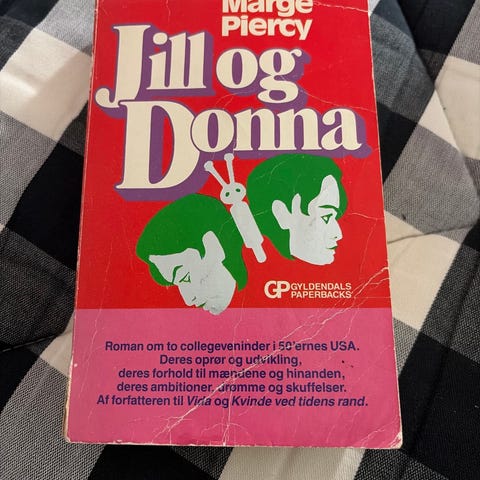 Marge
Piercy
Jill og
Donna
GP GYLDENDALS
PAPERBACKS
Roman om to collegeveninder i 50'ernes USA.
Deres oprør og udvikling,
deres forhold til mændene og hinanden,
deres ambitioner, drømme og skuffelser.
Af forfatteren til Vida og Kvinde ved tidens rand.